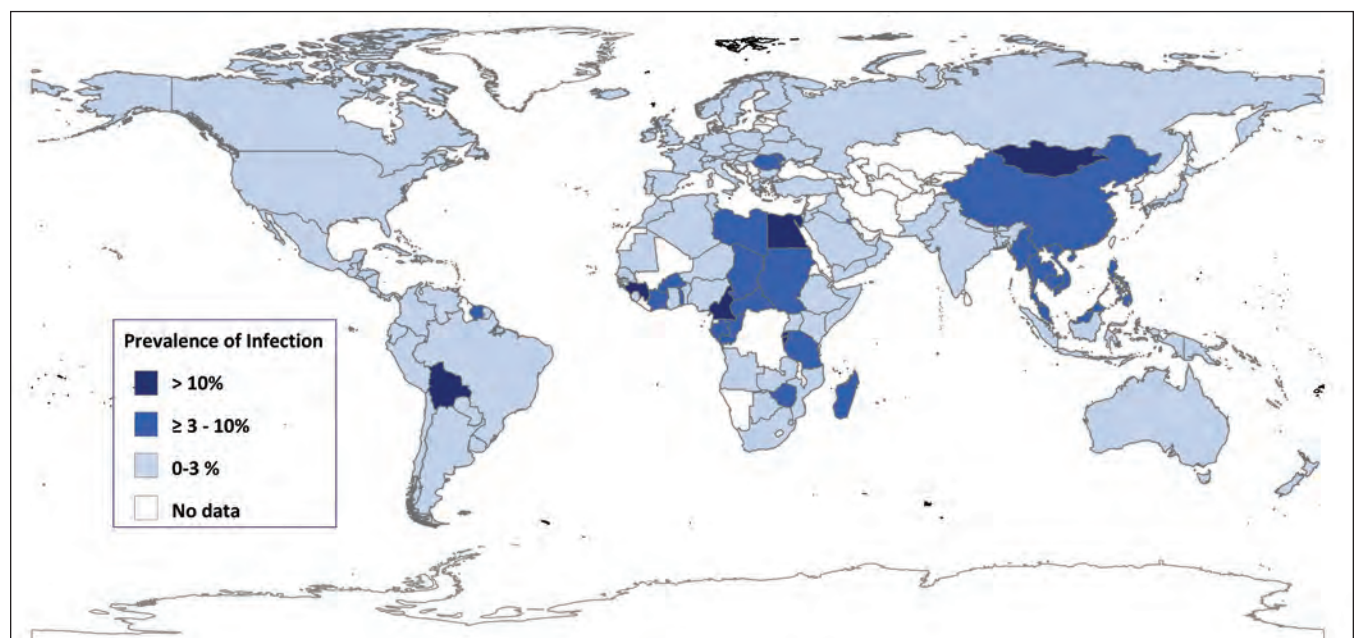 Prevalence of Infection
> 10%
≥ 3 - 10%
0-3 %
No data